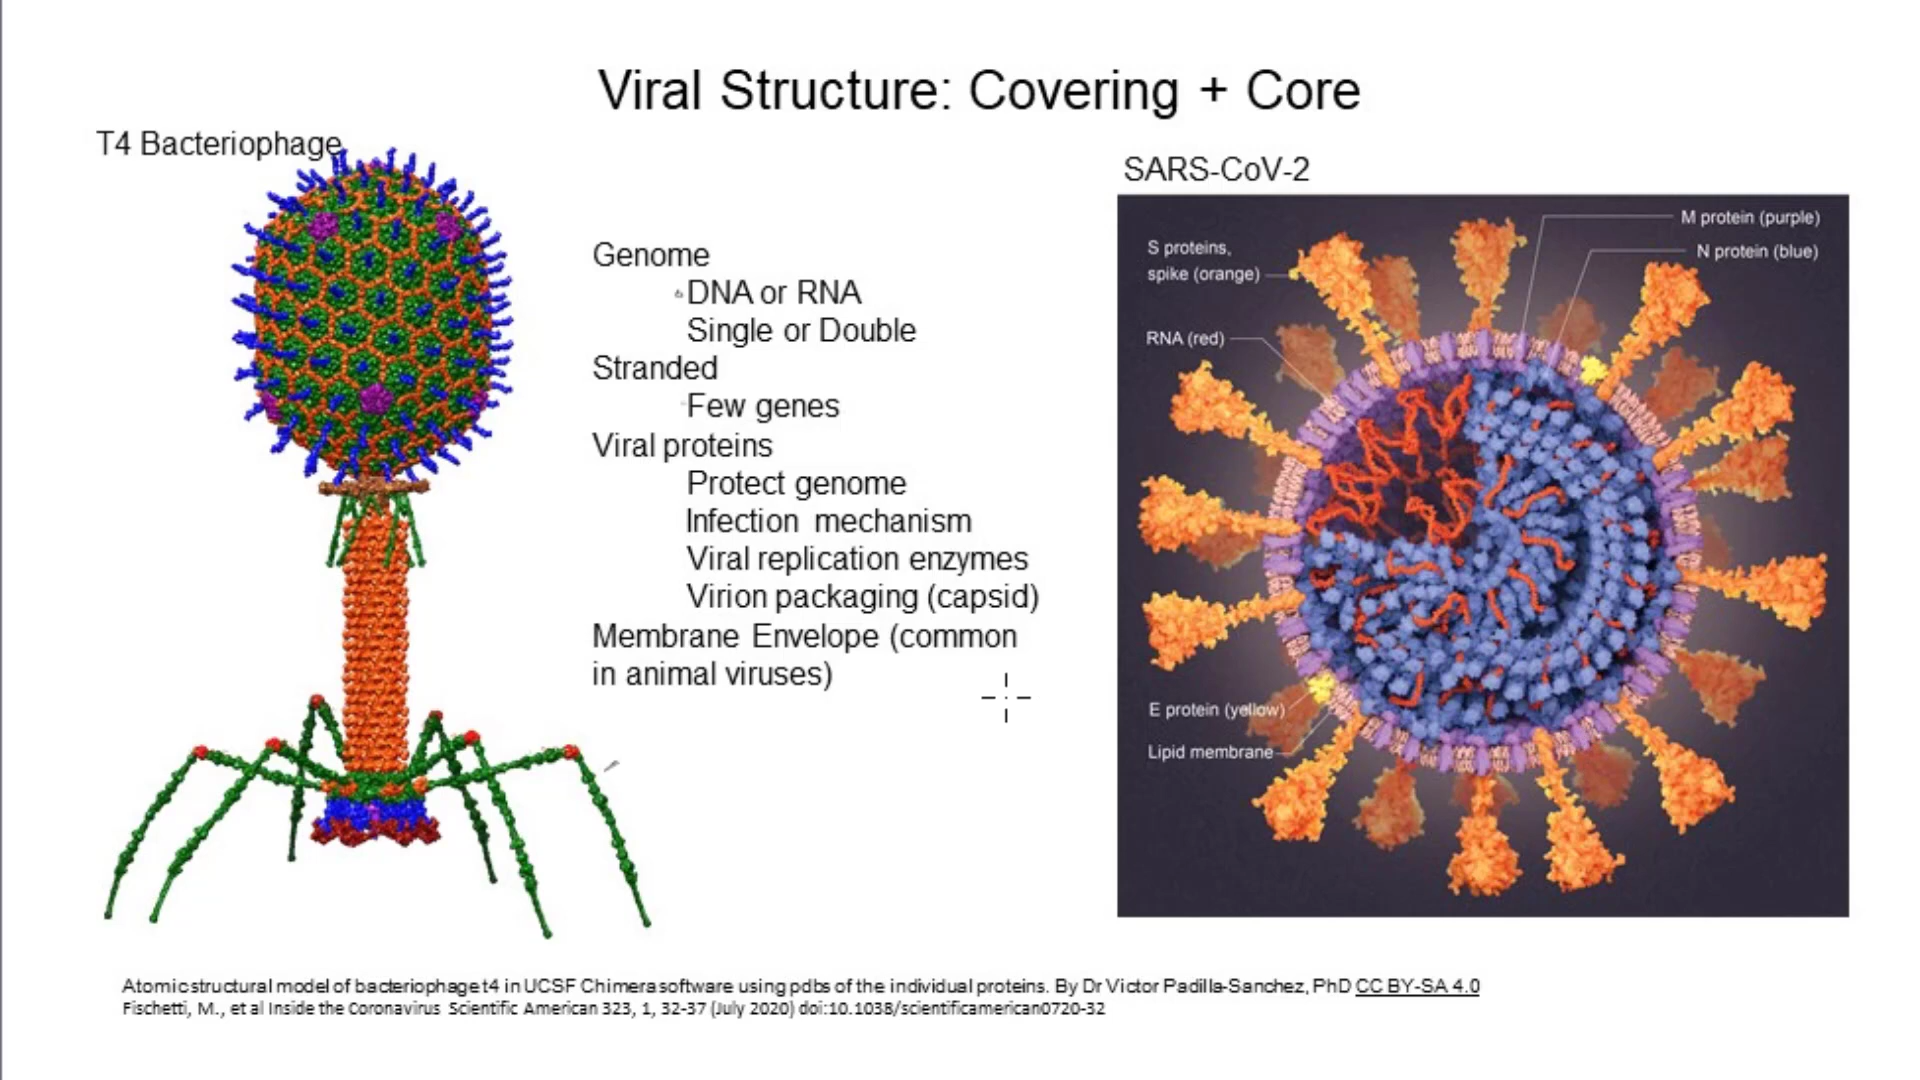 Viral Structure: Covering + Core
T4 Bacteriophage
Genome
DNA or RNA
Single or Double
Stranded
Few genes
Viral proteins
Protect genome
Infection mechanism
Viral replication enzymes
Virion packaging (capsid)
Membrane Envelope (common
in animal viruses)
SARS-CoV-2
M protein (purple)
N protein (blue)
S proteins,
spike (orange)
RNA (red)
E protein (yellow)
Lipid membrane
Atomic structural model of bacteriophage t4 in UCSF Chimera software using pdbs of the individual proteins. By Dr Victor Padilla-Sanchez, PhD CC BY-SA 4.0
Fischetti, M., et al Inside the Coronavirus Scientific American 323, 1, 32-37 (July 2020) doi:10.1038/scientificamerican0720-32